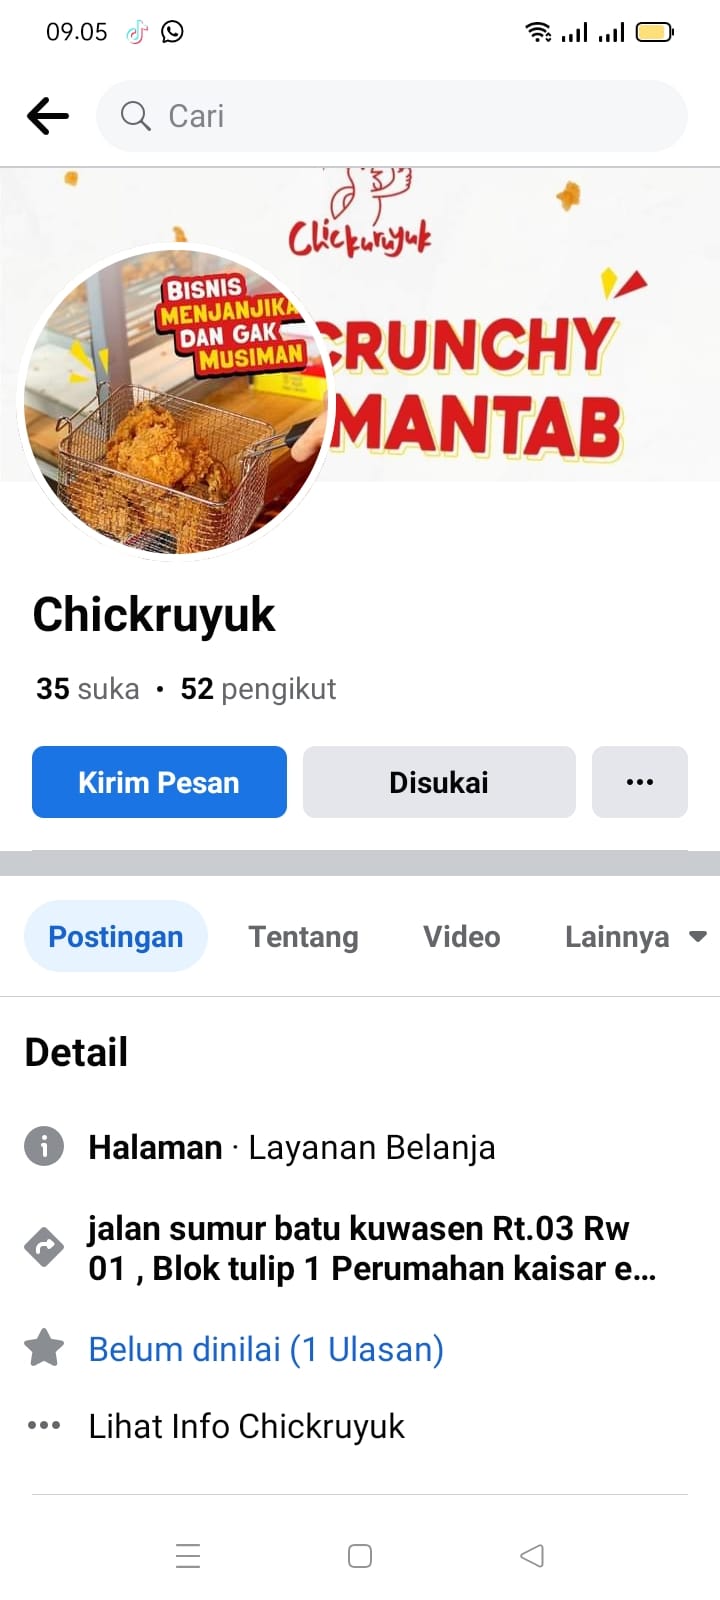 09.05
Cari
Clickuruyuk
BISNIS
MENJANJIKA
DAN GAK
MUSIMAN
CRUNCHY
MANTAB
Chickruyuk
35 suka • 52 pengikut
Kirim Pesan
Disukai
Postingan
Tentang
Video
Lainnya
Detail
Halaman · Layanan Belanja
jalan sumur batu kuwasen Rt.03 Rw
01 , Blok tulip 1 Perumahan kaisar e...
Belum dinilai (1 Ulasan)
Lihat Info Chickruyuk